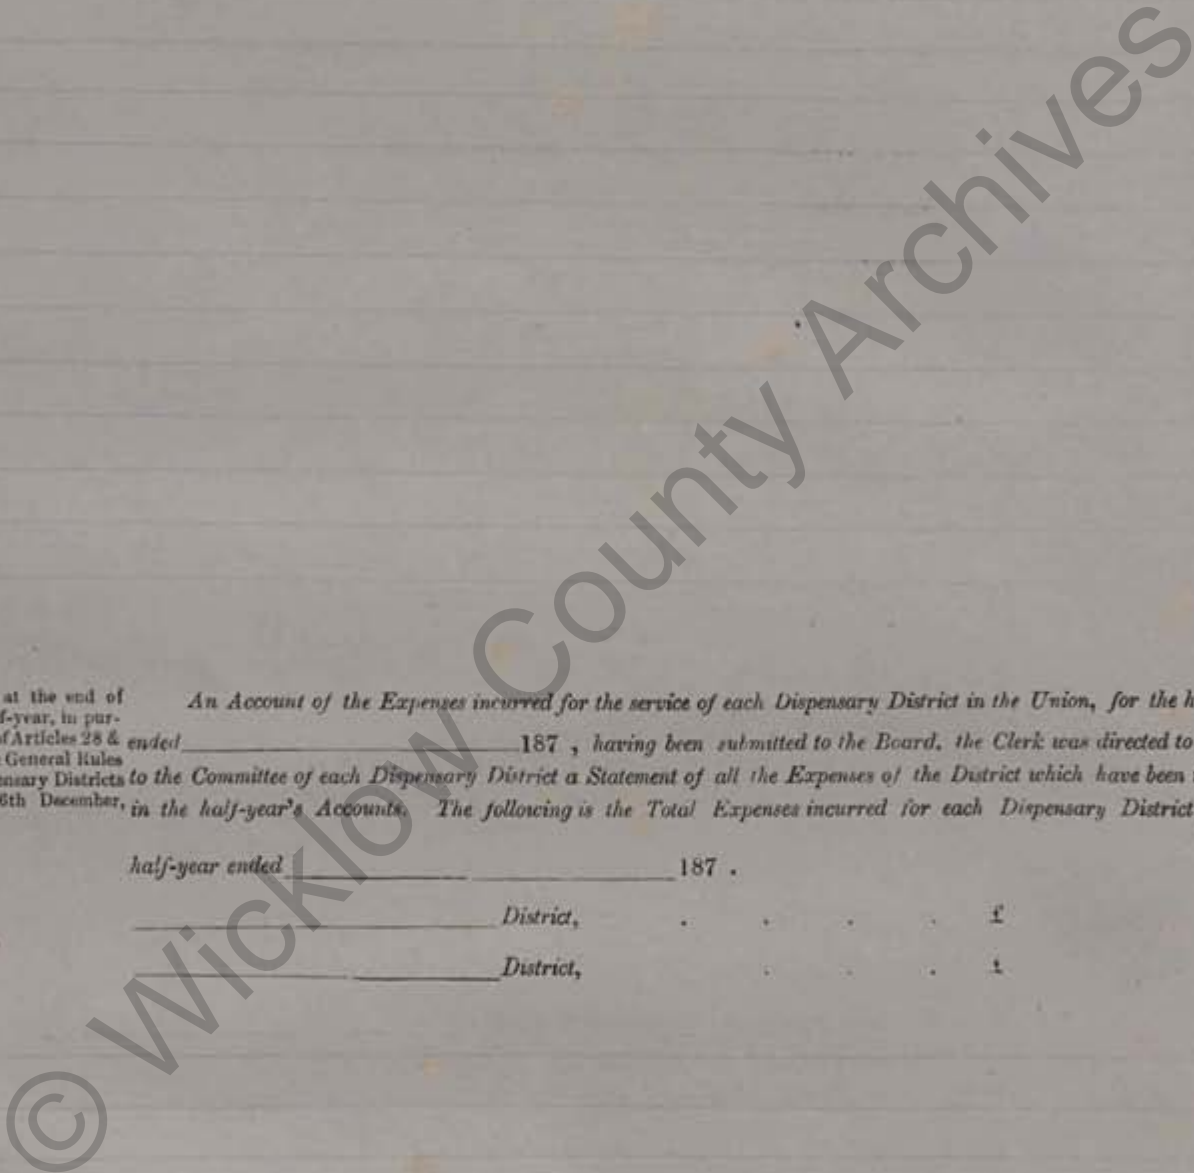 at the end of
f-year, in pur-
of Articles 28 &
General Rules
ensary Districts
6th December,
An Account of the Expenses incurred for the service of each Dispensary District in the Union, for the h
ended 187 , having been submitted to the Board, the Clerk was directed to
to the Committee of each Dispensary District a Statement of all the Expenses of the District which have been
in the half-year's Accounts. The following is the Total Expenses incurred for each Dispensary District
half-year ended 187 .
District, . . . . £
District, . . . £
© Wicklow County Archives